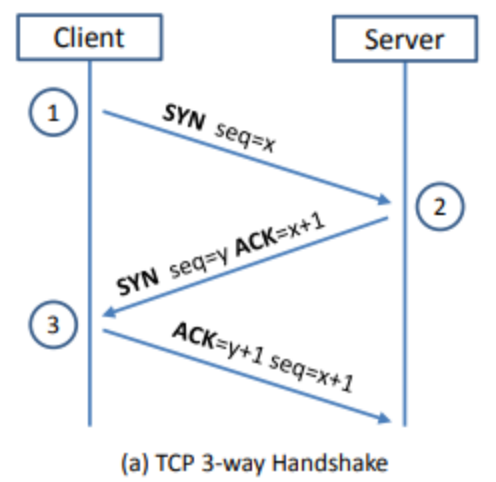 Client
Server
1
SYN seq=x
2
SYN seq=y ACK=x+1
3
ACK=y+1 seq=x+1
(a) TCP 3-way Handshake